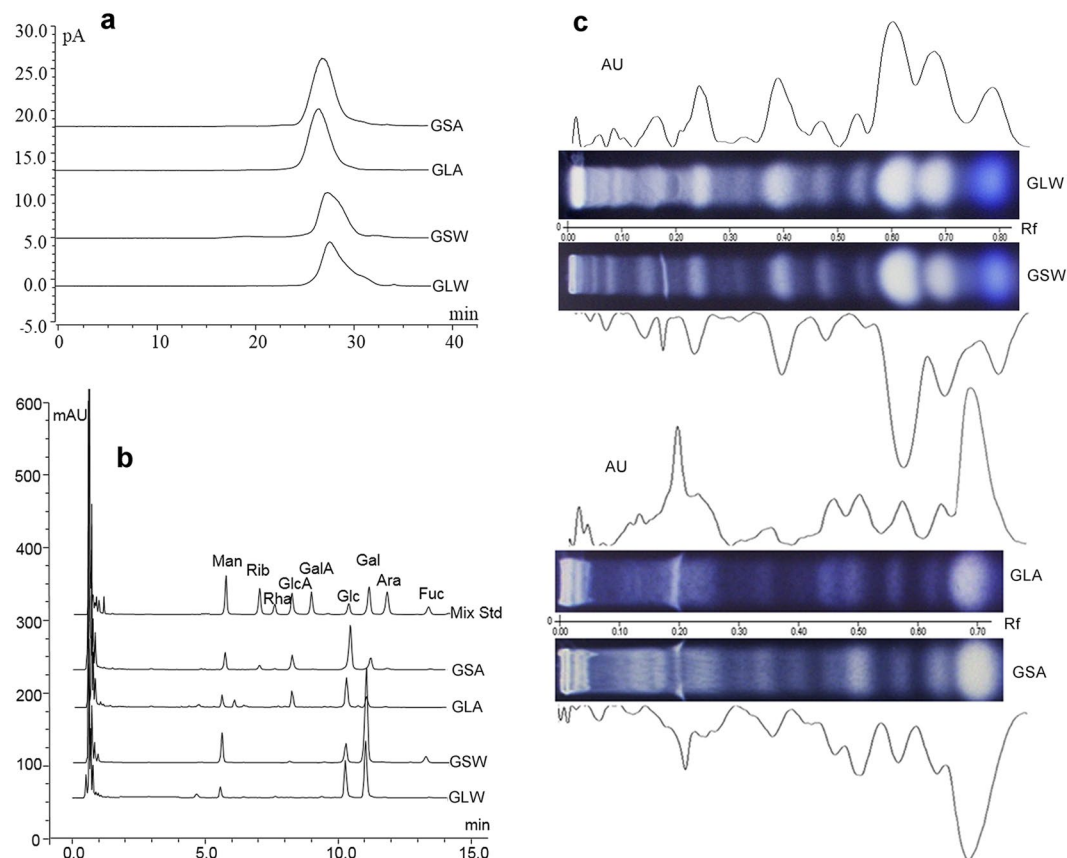 a
30.0
pA
25.0
20.0
GSA
15.0
GLA
10.0
GSW
5.0
0.0
GLW
-5.0
min
0 10 20 30 40
b
600
mAU
500
400
300
200
100
0
Man
Rib
Rha
GlcA
GalA
Glc
Gal
Ara
Fuc
Mix Std
GSA
GLA
GSW
GLW
min
0.0 5.0 10.0 15.0
c
AU
GLW
0
0.00 0.10 0.20 0.30 0.40 0.50 0.60 0.70 0.80
Rf
GSW
AU
GLA
0
0.00 0.10 0.20 0.30 0.40 0.50 0.60 0.70
Rf
GSA